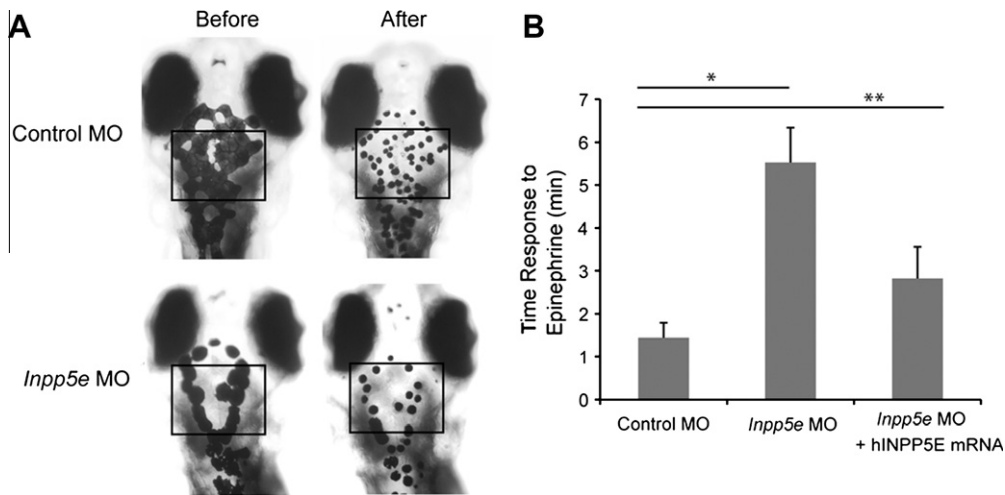 A
Before
After
Control MO
Inpp5e MO
B
*
**
Time Response to
Epinephrine (min)
7
6
5
4
3
2
1
0
Control MO
Inpp5e MO
Inpp5e MO
+ hINPP5E mRNA